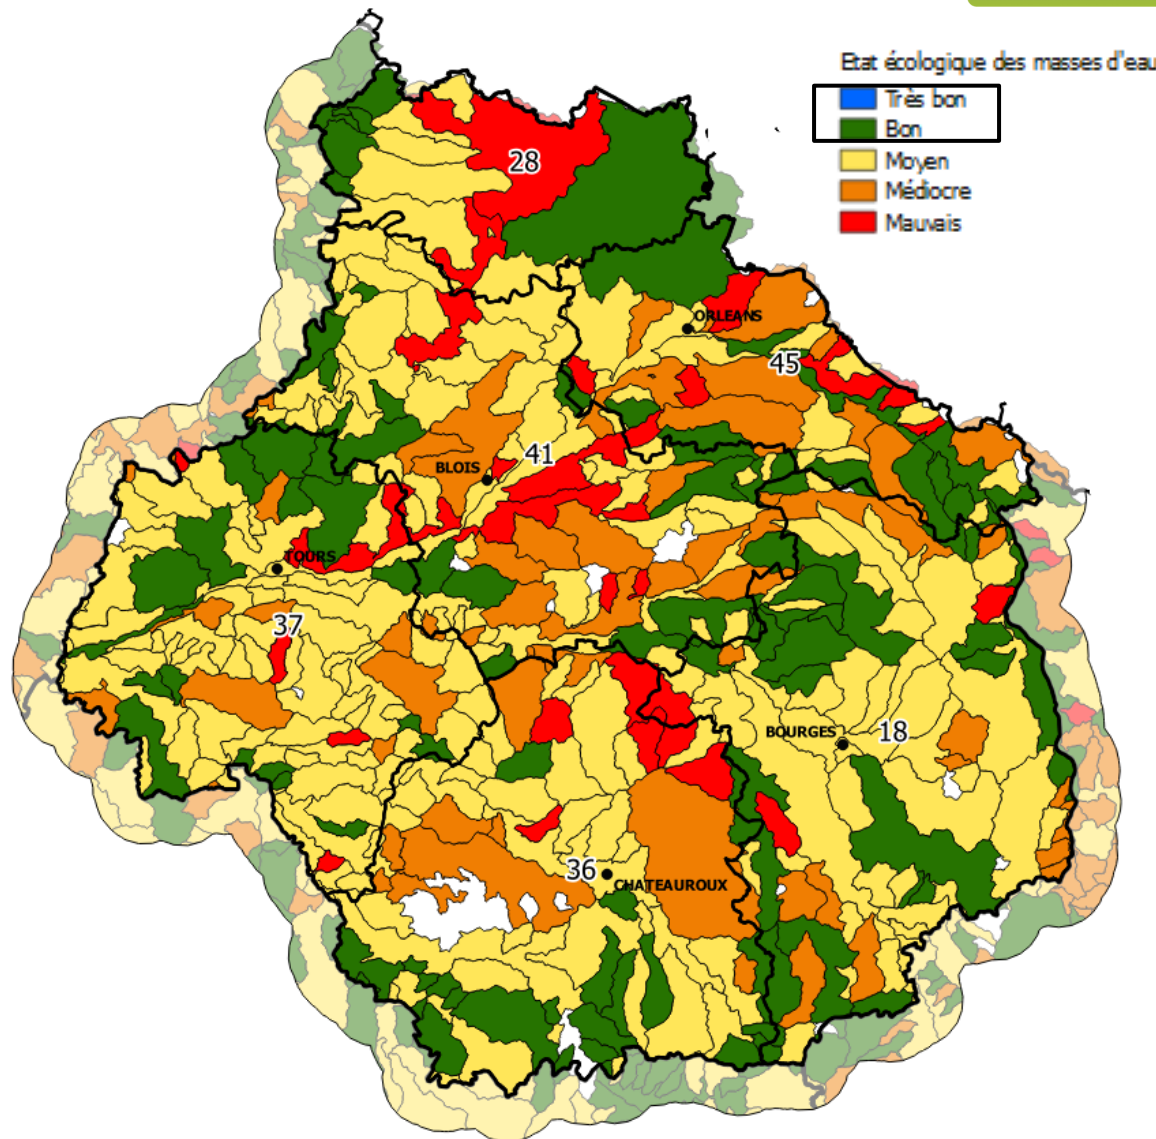 Etat écologique des masses d'eau
Très bon
Bon
Moyen
Médiocre
Mauvais
28
ORLEANS
45
41
BLOIS
TOURS
37
BOURGES
18
36
CHATEAUROUX